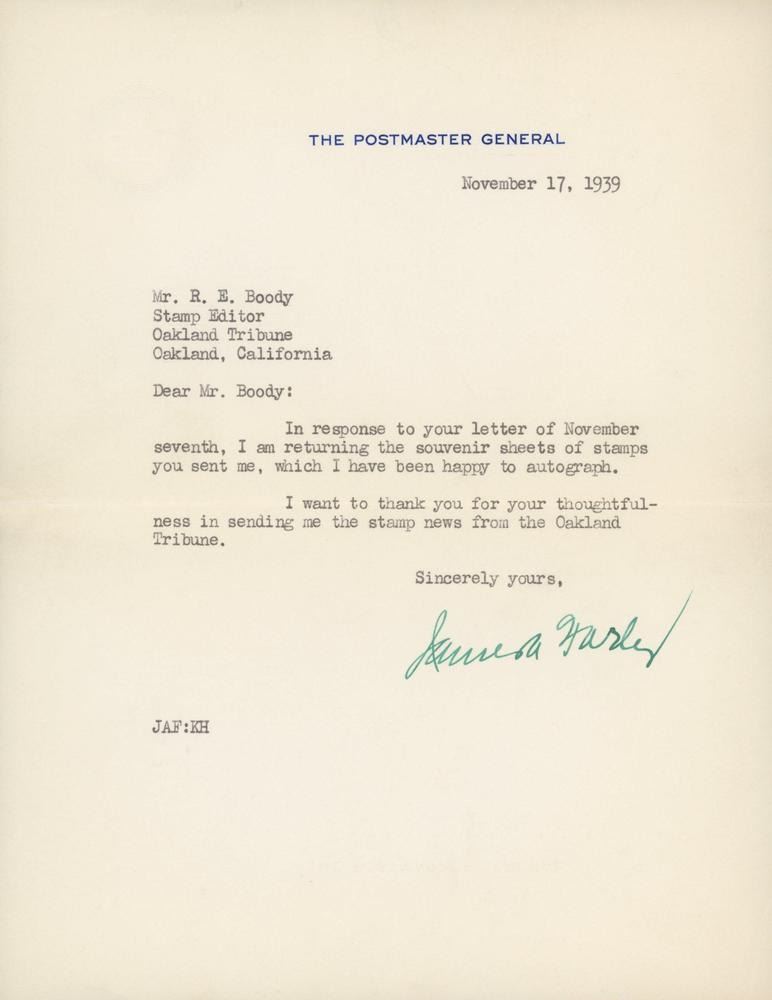 THE POSTMASTER GENERAL
November 17, 1939
Mr. R. E. Boody
Stamp Editor
Oakland Tribune
Oakland, California
Dear Mr. Boody:
In response to your letter of November
seventh, I am returning the souvenir sheets of stamps
you sent me, which I have been happy to autograph.
I want to thank you for your thoughtful-
ness in sending me the stamp news from the Oakland
Tribune.
Sincerely yours,
James A Farley
JAF:KH